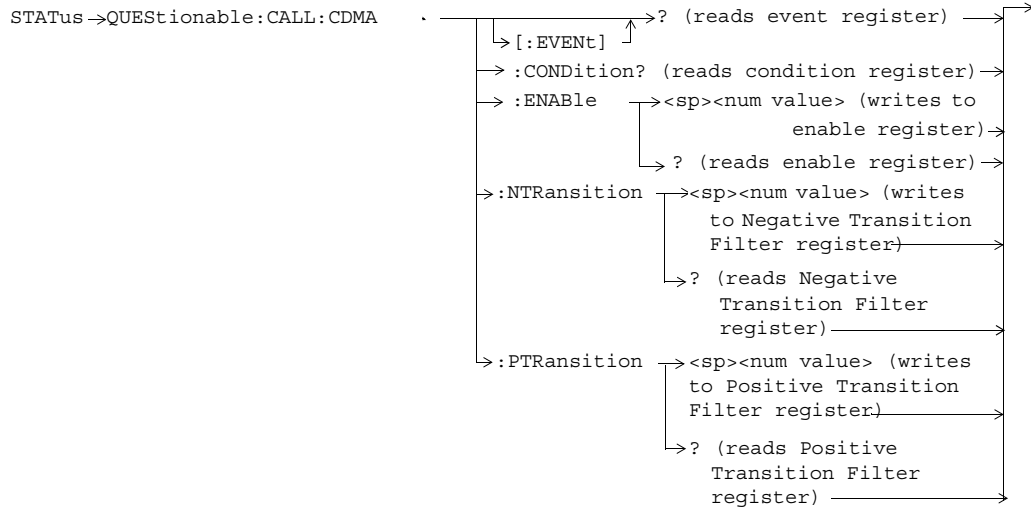 STATus QUEStionable:CALL:CDMA ? (reads event register)
[:EVENt]
:CONDition? (reads condition register)
:ENABle <sp><num value> (writes to
enable register)
? (reads enable register)
:NTRansition <sp><num value> (writes
to Negative Transition
Filter register)
? (reads Negative
Transition Filter
register)
:PTRansition <sp><num value> (writes
to Positive Transition
Filter register)
? (reads Positive
Transition Filter
register)